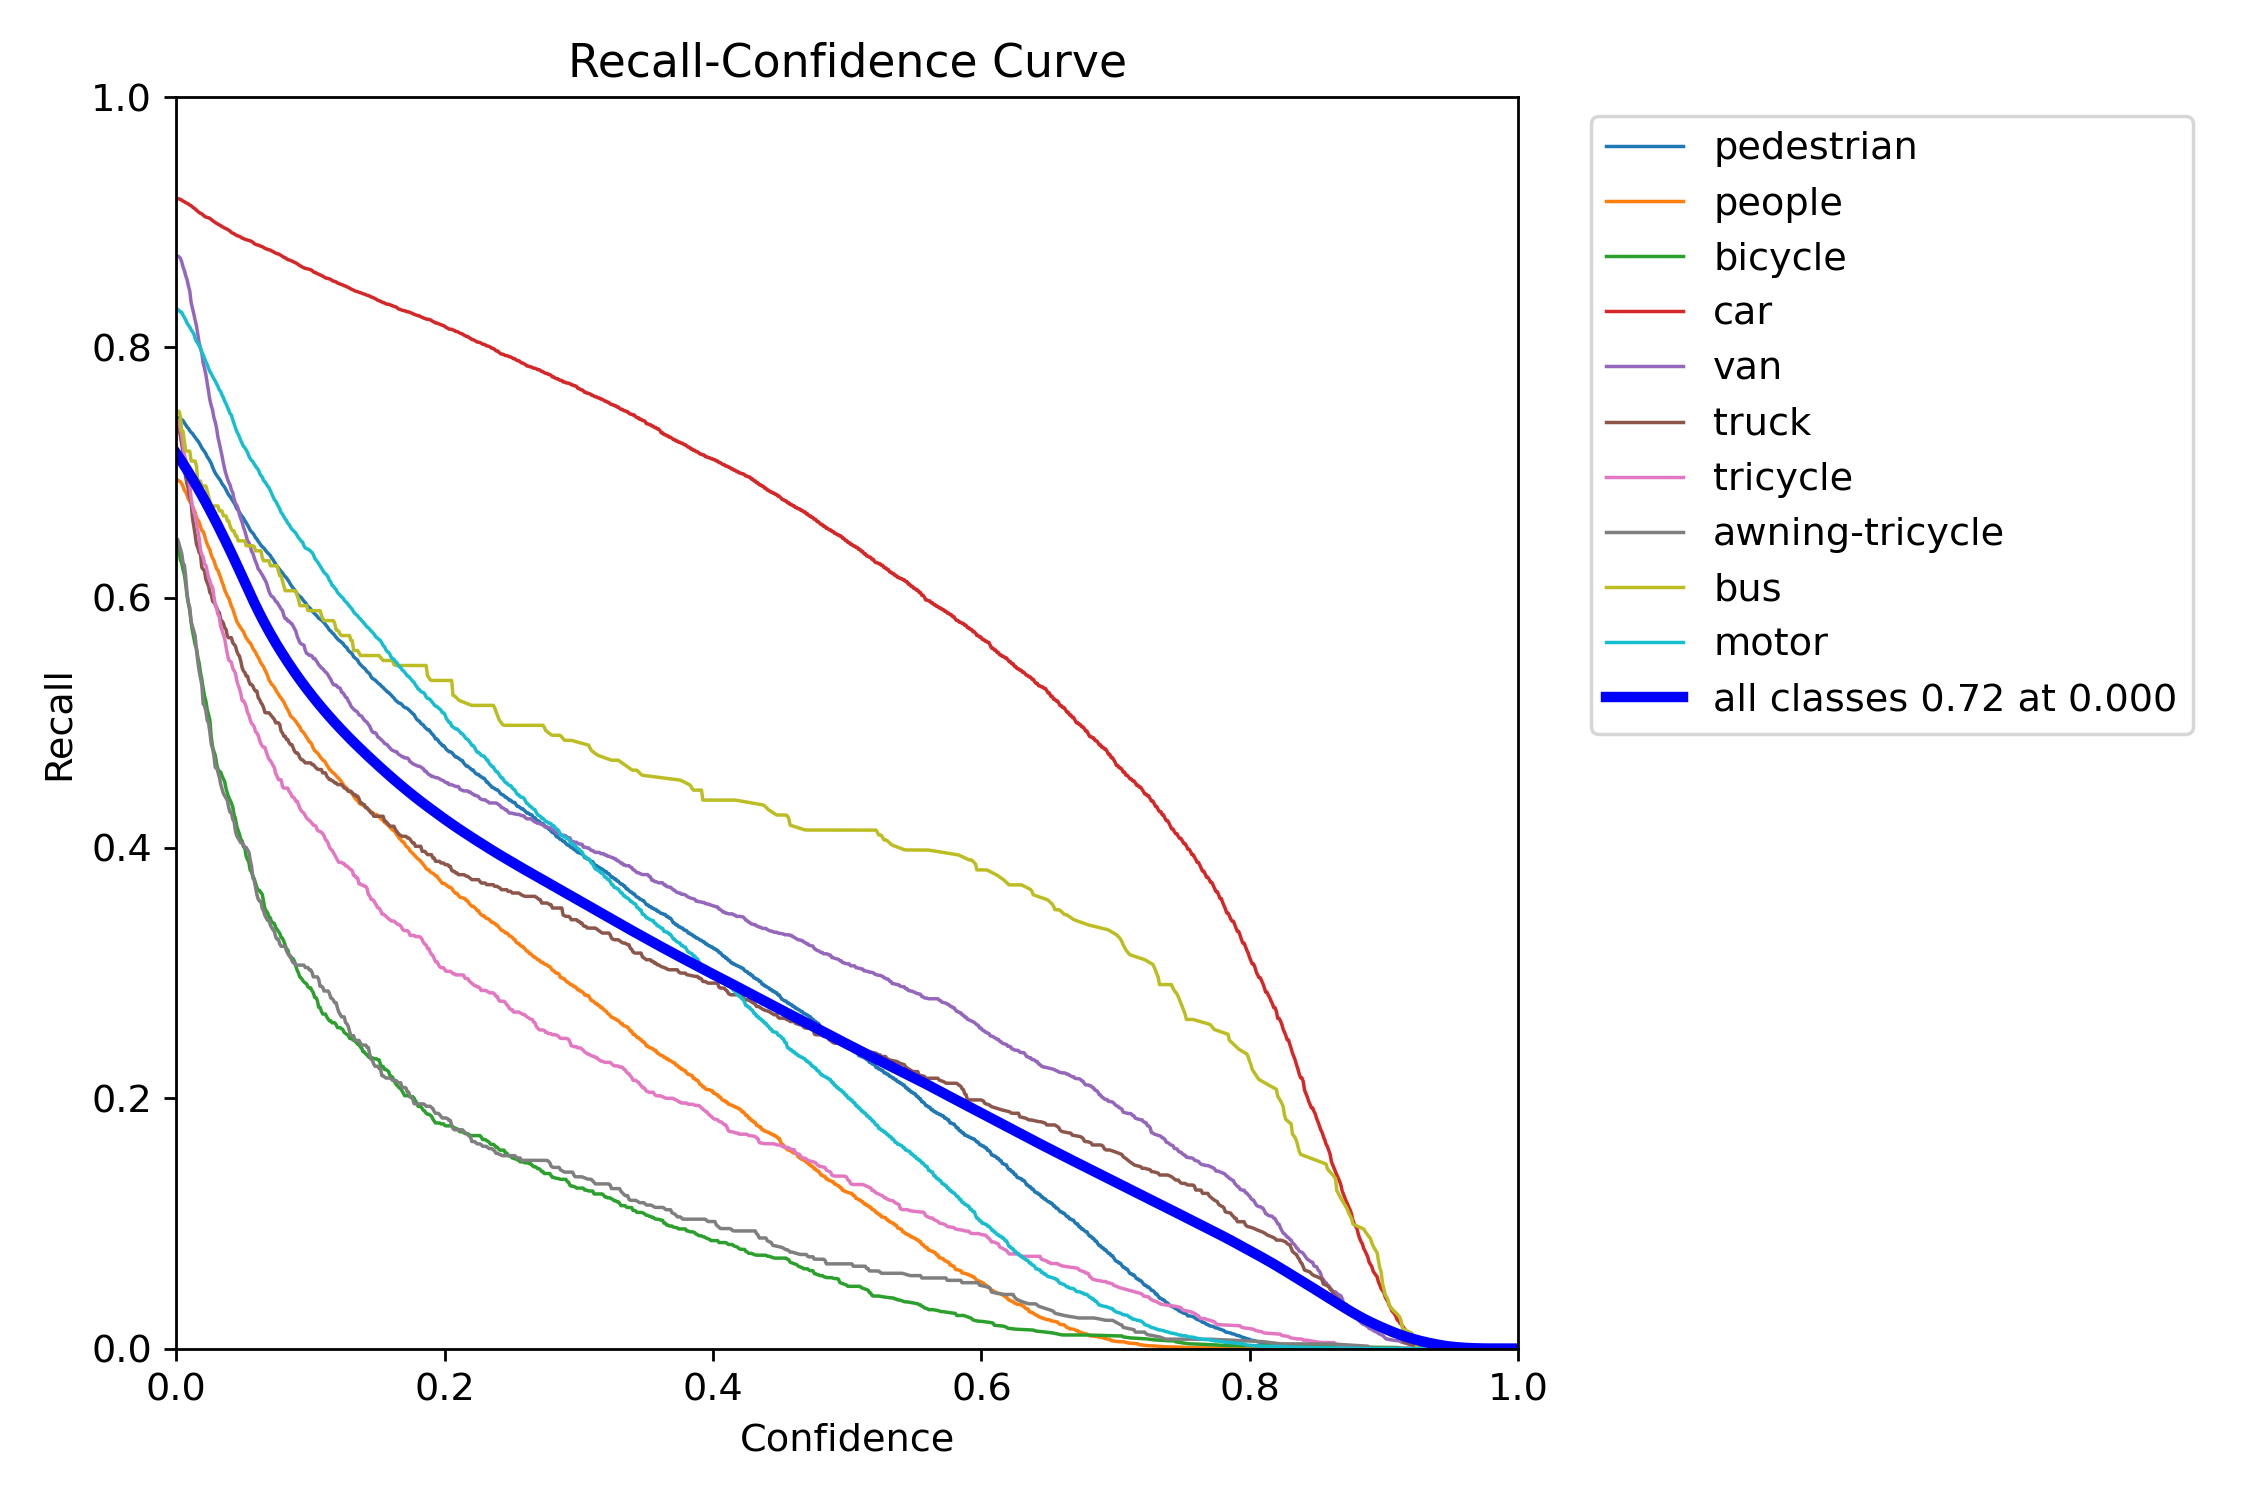 Recall-Confidence Curve
1.0
0.8
0.6
0.4
0.2
0.0
Recall
0.0 0.2 0.4 0.6 0.8 1.0
Confidence
pedestrian
people
bicycle
car
van
truck
tricycle
awning-tricycle
bus
motor
all classes 0.72 at 0.000